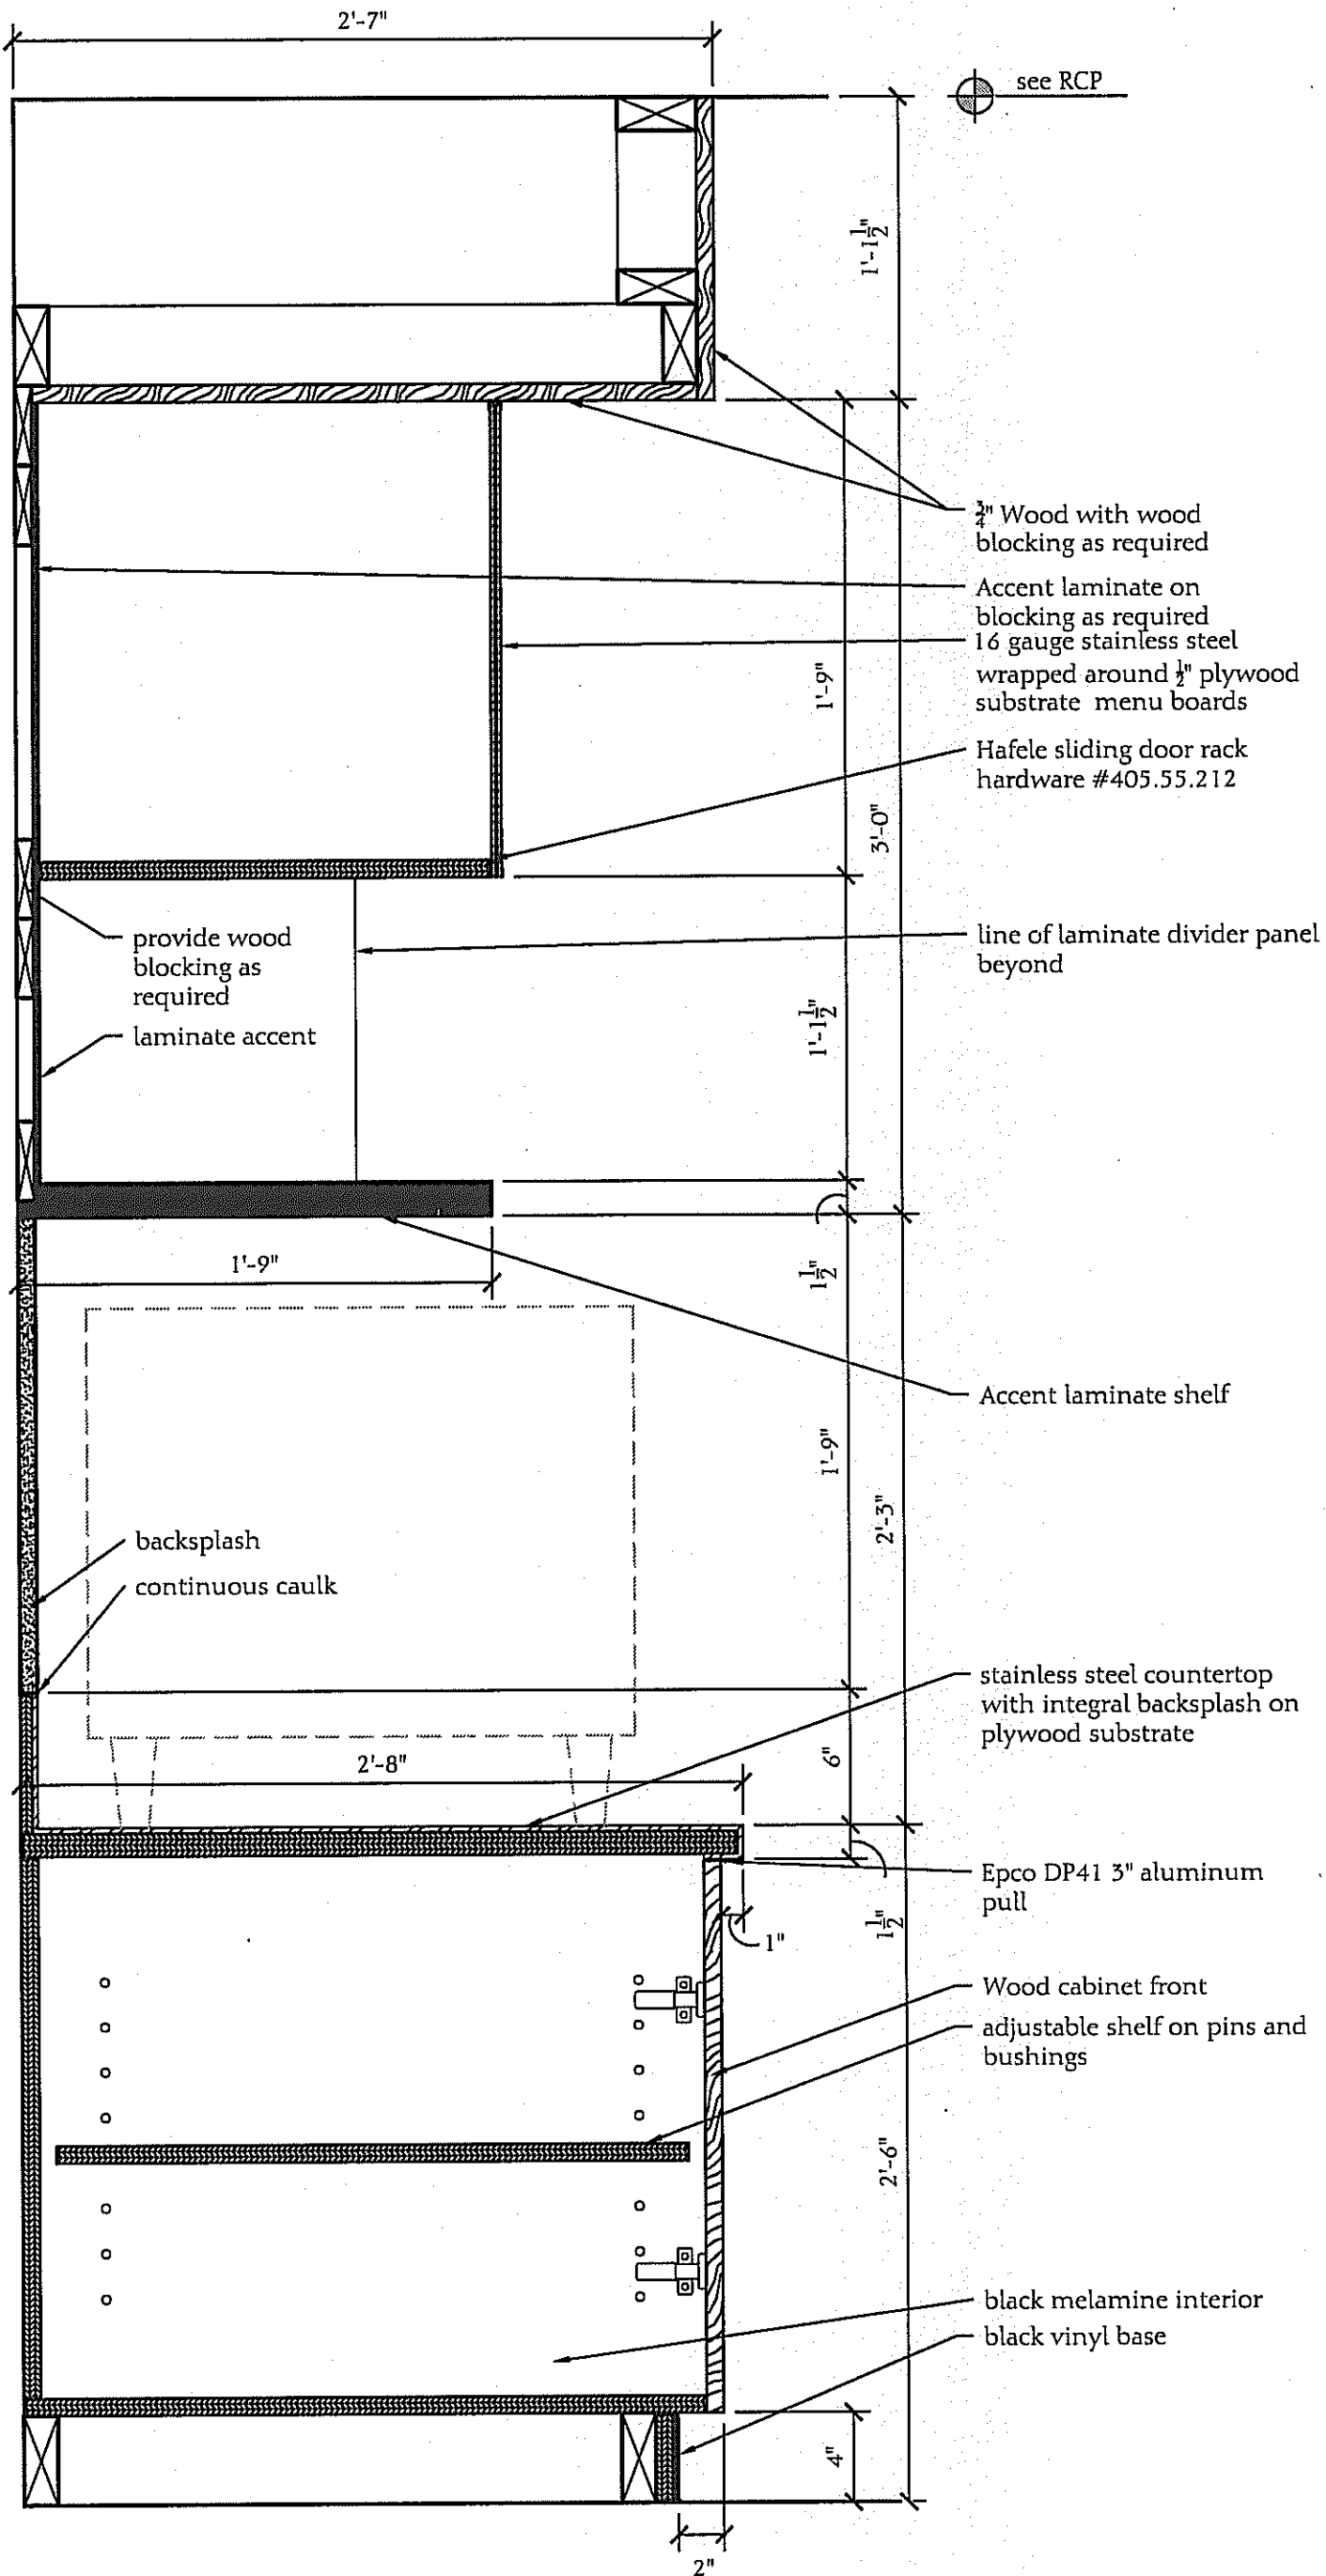 2'-7"
see RCP
1'-1½"
¾" Wood with wood
blocking as required
Accent laminate on
blocking as required
16 gauge stainless steel
wrapped around ½" plywood
substrate menu boards
1'-9"
Hafele sliding door rack
hardware #405.55.212
3'-0"
provide wood
blocking as
required
line of laminate divider panel
beyond
laminate accent
1'-1½"
1'-9"
1½"
Accent laminate shelf
1'-9"
2'-3"
backsplash
continuous caulk
stainless steel countertop
with integral backsplash on
plywood substrate
2'-8"
6"
Epco DP41 3" aluminum
pull
1½"
1"
Wood cabinet front
adjustable shelf on pins and
bushings
2'-6"
black melamine interior
black vinyl base
4"
2"